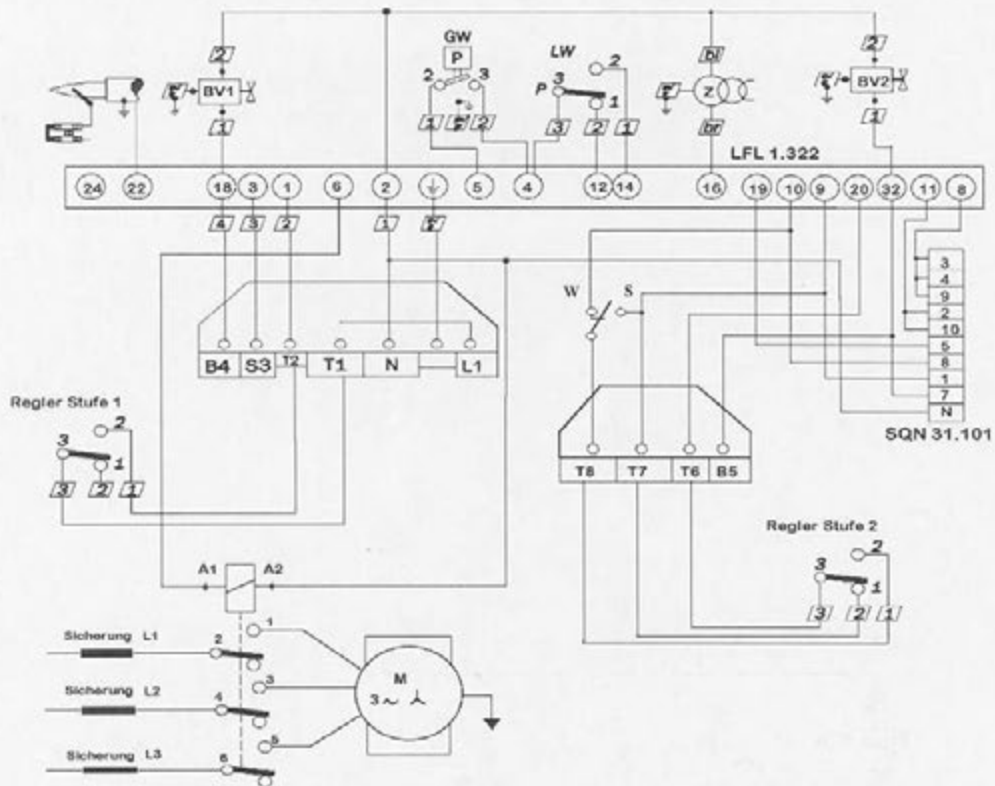 GW
LW
2
bl
2
2
3
3
2
P
P
BV1
Z
BV2
1
1
1
2
3
2
1
br
1
LFL 1.322
24
22
18
3
1
6
2
5
4
12
14
16
19
10
9
20
32
11
8
4
3
2
1
3
4
9
2
10
5
8
1
7
N
SQN 31.101
W
S
B4
S3
T2
T1
N
L1
Regler Stufe 1
2
3
1
3
2
1
T8
T7
T6
B5
Regler Stufe 2
2
3
1
3
2
1
A1
A2
Sicherung L1
2
1
Sicherung L2
4
3
Sicherung L3
6
5
M
3 ~